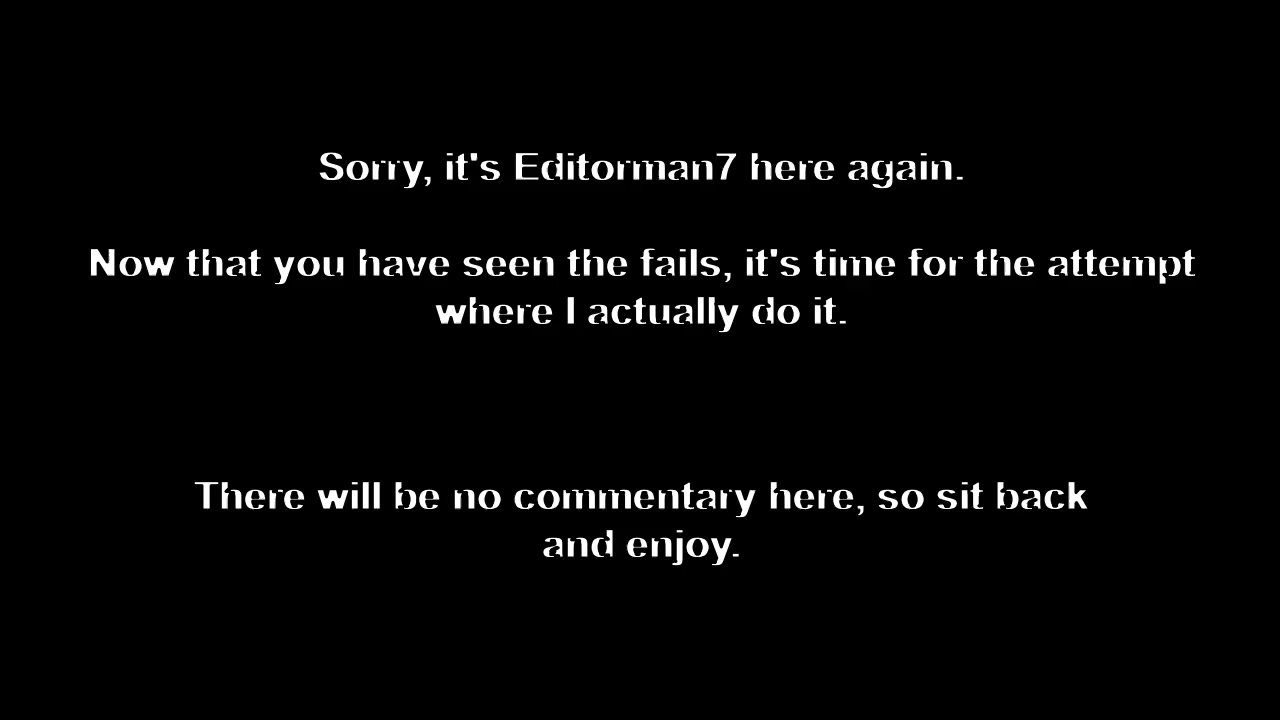 Sorry, it's Editorman7 here again.
Now that you have seen the fails, it's time for the attempt
where I actually do it.
There will be no commentary here, so sit back
and enjoy.